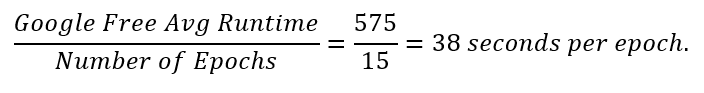 Google Free Avg Runtime / Number of Epochs = 575 / 15 = 38 seconds per epoch.